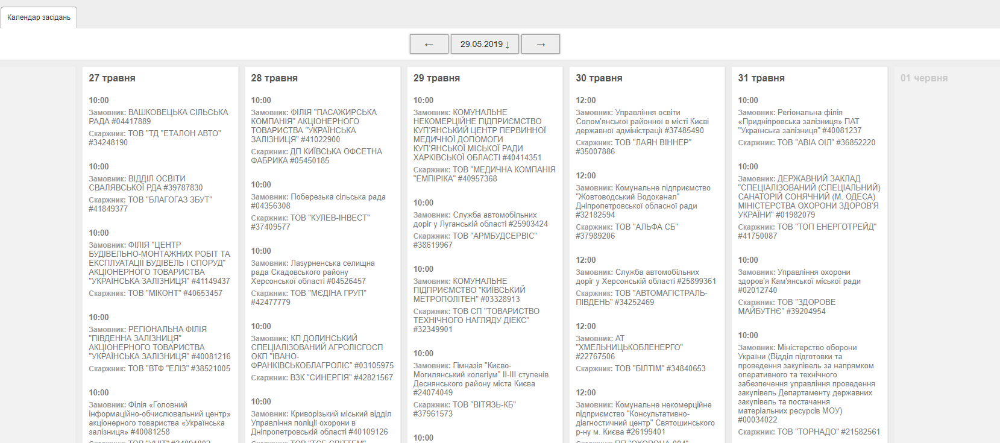 Календар засідань
←
29.05.2019 ↓
→
27 травня
10:00
Замовник: ВАШКОВЕЦЬКА СІЛЬСЬКА
РАДА #04417889
Скаржник: ТОВ "ТД "ЕТАЛОН АВТО"
#34248190
10:00
Замовник: ВІДДІЛ ОСВІТИ
СВАЛЯВСЬКОЇ РДА #39787830
Скаржник: ТОВ "БЛАГОГАЗ ЗБУТ"
#41849377
10:00
Замовник: ФІЛІЯ "ЦЕНТР
БУДІВЕЛЬНО-МОНТАЖНИХ РОБІТ ТА
ЕКСПЛУАТАЦІЇ БУДІВЕЛЬ І СПОРУД"
АКЦІОНЕРНОГО ТОВАРИСТВА
"УКРАЇНСЬКА ЗАЛІЗНИЦЯ" #41149437
Скаржник: ТОВ "МІКОНТ" #40653457
10:00
Замовник: РЕГІОНАЛЬНА ФІЛІЯ
"ПІВДЕННА ЗАЛІЗНИЦЯ"
АКЦІОНЕРНОГО ТОВАРИСТВА
"УКРАЇНСЬКА ЗАЛІЗНИЦЯ" #40081216
Скаржник: ТОВ "ВТФ "ЕЛІЗ" #38521005
10:00
Замовник: Філія «Головний
інформаційно-обчислювальний центр»
акціонерного товариства «Українська
залізниця» #40081258
28 травня
10:00
Замовник: ФІЛІЯ "ПАСАЖИРСЬКА
КОМПАНІЯ" АКЦІОНЕРНОГО
ТОВАРИСТВА "УКРАЇНСЬКА
ЗАЛІЗНИЦЯ" #41022900
Скаржник: ДП КИЇВСЬКА ОФСЕТНА
ФАБРИКА #05450185
10:00
Замовник: Поберезька сільська рада
#04356308
Скаржник: ТОВ "КУЛЕВ-ІНВЕСТ"
#37409577
10:00
Замовник: Лазурненська селищна
рада Скадовського району
Херсонської області #04526457
Скаржник: ТОВ "МЄДІНА ГРУП"
#42477779
10:00
Замовник: КП ДОЛИНСЬКИЙ
СПЕЦІАЛІЗОВАНИЙ АГРОЛІСГОСП
ОКП "ІВАНО-
ФРАНКІВСЬКОБЛАГРОЛІС" #03105975
Скаржник: ВЗК "СИНЕРГІЯ" #42821567
10:00
Замовник: Криворізький міський відділ
Управління поліції охорони в
Дніпропетровській області #40109126
29 травня
10:00
Замовник: КОМУНАЛЬНЕ
НЕКОМЕРЦІЙНЕ ПІДПРИЄМСТВО
КУП'ЯНСЬКИЙ ЦЕНТР ПЕРВИННОЇ
МЕДИЧНОЇ ДОПОМОГИ
КУП'ЯНСЬКОЇ МІСЬКОЇ РАДИ
ХАРКІВСЬКОЇ ОБЛАСТІ #40414351
Скаржник: ТОВ "МЕДИЧНА КОМПАНІЯ
"ЕМПІРІКА" #40957368
10:00
Замовник: Служба автомобільних
доріг у Луганській області #25903424
Скаржник: ТОВ "АРМБУДСЕРВІС"
#38619967
10:00
Замовник: КОМУНАЛЬНЕ
ПІДПРИЄМСТВО "КИЇВСЬКИЙ
МЕТРОПОЛІТЕН" #03328913
Скаржник: ТОВ СП "ТОВАРИСТВО
ТЕХНІЧНОГО НАГЛЯДУ ДІЕКС"
#32349901
10:00
Замовник: Гімназія "Києво-
Могилянський колегіум" ІІ-ІІІ ступенів
Деснянського району міста Києва
#24074049
Скаржник: ТОВ "ВІТЯЗЬ-КБ"
#37961573
10:00
30 травня
12:00
Замовник: Управління освіти
Солом'янської районної в місті Києві
державної адміністрації #37485490
Скаржник: ТОВ "ЛАЯН ВІННЕР"
#35007886
12:00
Замовник: Комунальне підприємство
"Жовтоводський Водоканал"
Дніпропетровської обласної ради
#32182594
Скаржник: ТОВ "АЛЬФА СБ"
#37989206
12:00
Замовник: Служба автомобільних
доріг у Херсонській області #25899361
Скаржник: ТОВ "АВТОМАГІСТРАЛЬ-
ПІВДЕНЬ" #34252469
12:00
Замовник: АТ
"ХМЕЛЬНИЦЬКОБЛЕНЕРГО"
#22767506
Скаржник: ТОВ "БІЛТІМ" #34840653
12:00
Замовник: Комунальне некомерційне
підприємство "Консультативно-
діагностичний центр" Святошинського
р-ну м. Києва #26199401
Скаржник: ПП "ОХОРОНА-004"
31 травня
10:00
Замовник: Регіональна філія
«Придніпровська залізниця» ПАТ
"Українська залізниця" #40081237
Скаржник: ТОВ "АВІА ОІЛ" #36852220
10:00
Замовник: ДЕРЖАВНИЙ ЗАКЛАД
"СПЕЦІАЛІЗОВАНИЙ (СПЕЦІАЛЬНИЙ)
САНАТОРІЙ СОНЯЧНИЙ (М. ОДЕСА)
МІНІСТЕРСТВА ОХОРОНИ ЗДОРОВ'Я
УКРАЇНИ" #01982079
Скаржник: ТОВ "ТОП ЕНЕРГОТРЕЙД"
#41750087
10:00
Замовник: Управління охорони
здоров'я Кам'янської міської ради
#02012740
Скаржник: ТОВ "ЗДОРОВЕ
МАЙБУТНЄ" #39204954
10:00
Замовник: Міністерство оборони
України (Відділ підготовки та
проведення закупівель за напрямком
оперативного та технічного
забезпечення управління проведення
закупівель Департаменту державних
закупівель та постачання
матеріальних ресурсів МОУ)
#00034022
Скаржник: ТОВ "ТОРНАДО" #21582561
01 червня